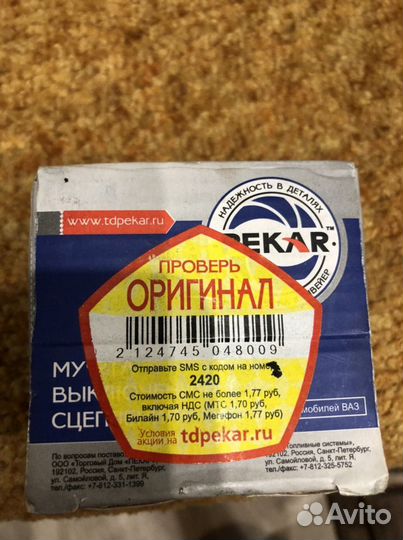 НАДЕЖНОСТЬ В ДЕТАЛЯХ
www.tdpekar.ru
PEKAR
ПРОВЕРЬ
ОРИГИНАЛ
2 124745 048009
Отправьте SMS с кодом на номер
2420
Стоимость СМС не более 1,77 руб,
включая НДС (МТС 1,70 руб,
Билайн 1,70 руб, Мегафон 1,77 руб)
Условия
акции на tdpekar.ru
МУ
ВЫК
СЦЕП
ВАЗ
По вопросам
ООО «Торговый Дом
192102, Россия, Санкт-Петербург,
ул. Самойловой, д. 5, лит. Я,
тел./факс: +7-812-331-1399
Топливные системы»,
192102, Россия, Санкт-Петербург,
ул. Самойловой, д. 5, лит. Я,
тел./факс: +7-812-325-5752
Avito